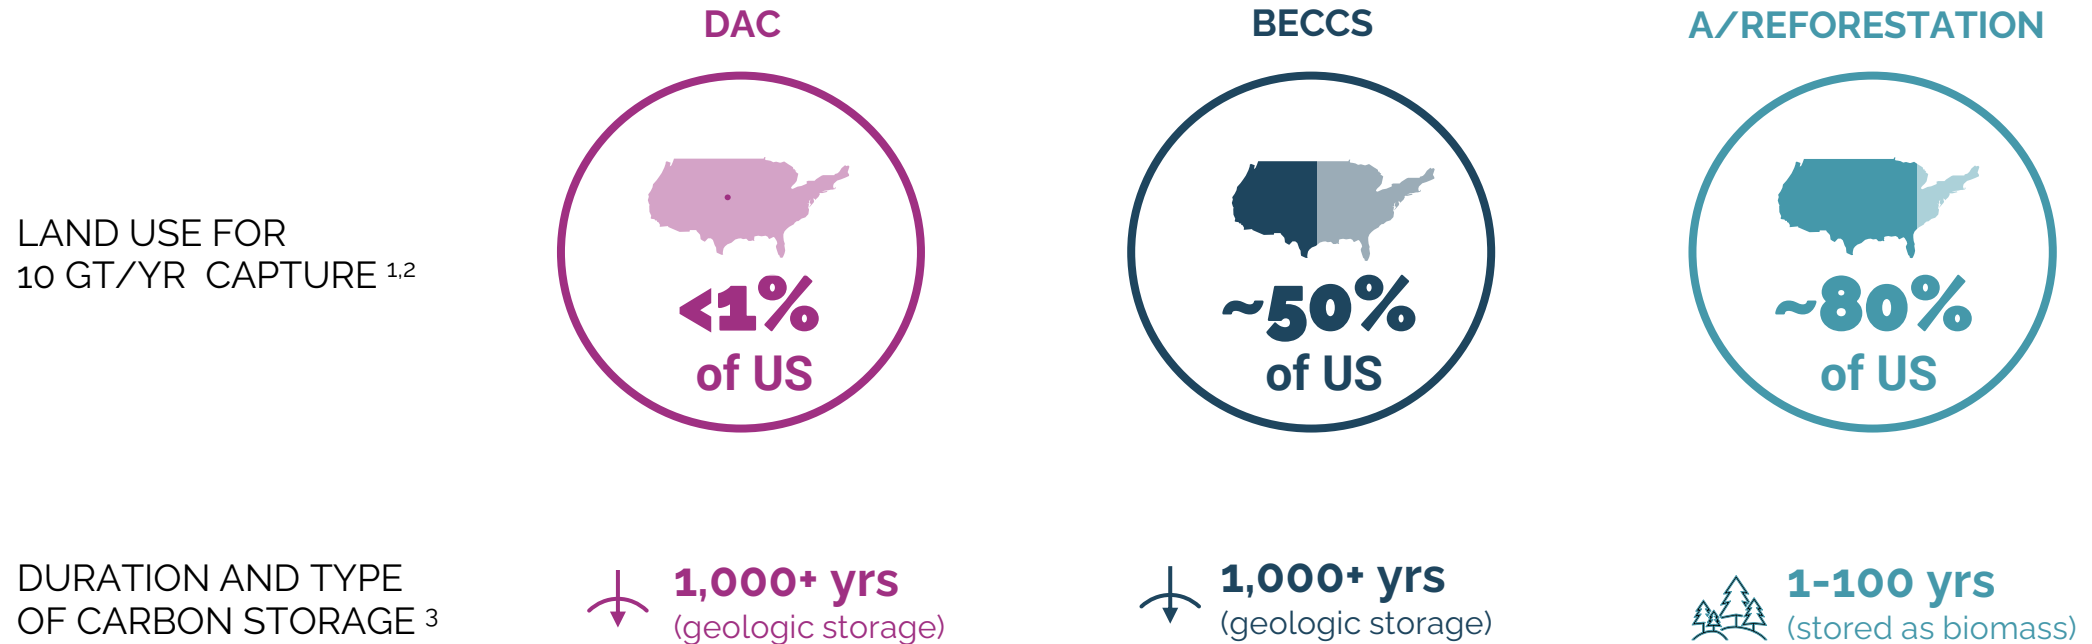 DAC
BECCS
A/REFORESTATION
LAND USE FOR
10 GT/YR CAPTURE 1,2
<1%
of US
~50%
of US
~80%
of US
DURATION AND TYPE
OF CARBON STORAGE 3
1,000+ yrs
(geologic storage)
1,000+ yrs
(geologic storage)
1-100 yrs
(stored as biomass)